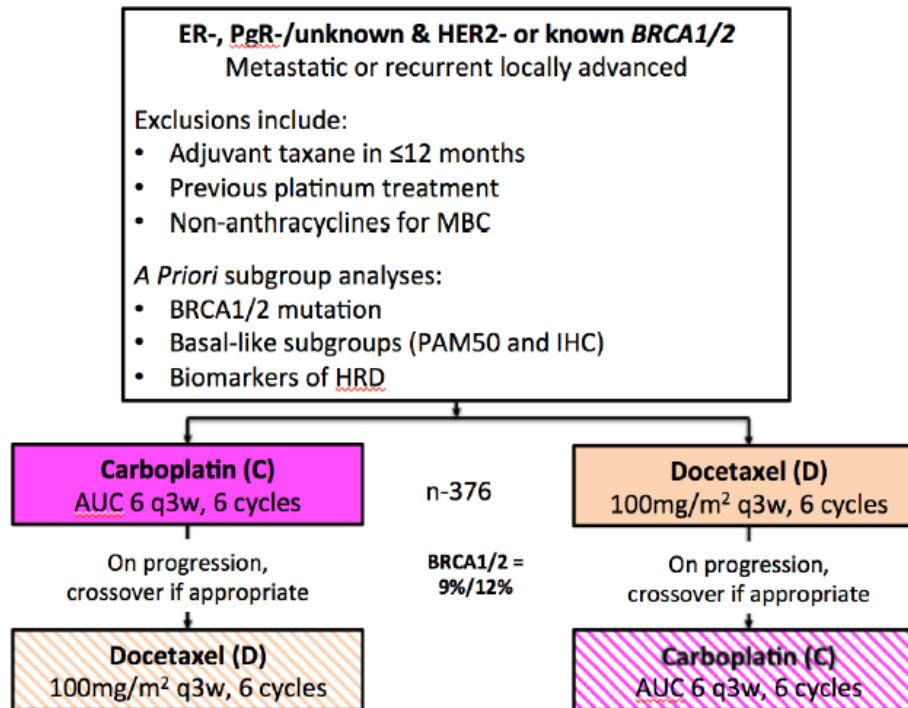 ER-, PgR-/unknown & HER2- or known BRCA1/2
Metastatic or recurrent locally advanced
Exclusions include:
• Adjuvant taxane in ≤12 months
• Previous platinum treatment
• Non-anthracyclines for MBC
A Priori subgroup analyses:
• BRCA1/2 mutation
• Basal-like subgroups (PAM50 and IHC)
• Biomarkers of HRD
Carboplatin (C)
AUC 6 q3w, 6 cycles
n-376
Docetaxel (D)
100mg/m² q3w, 6 cycles
On progression,
crossover if appropriate
BRCA1/2 =
9%/12%
On progression,
crossover if appropriate
Docetaxel (D)
100mg/m² q3w, 6 cycles
Carboplatin (C)
AUC 6 q3w, 6 cycles